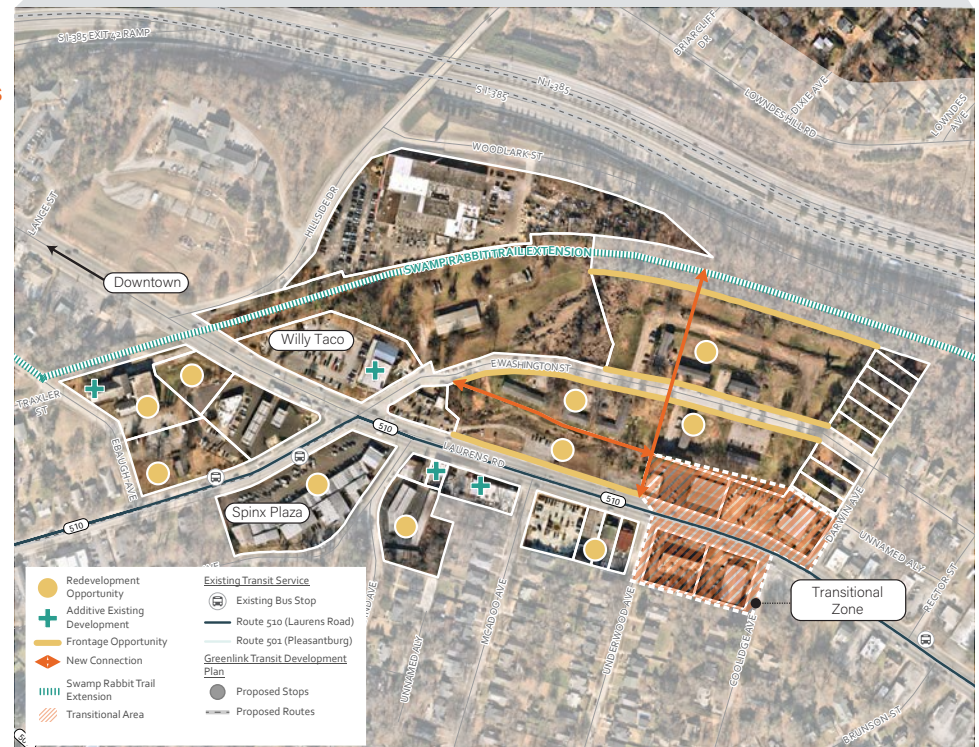 S
S I-385 EXIT 42 RAMP
BRIARCLIFF
DR
DIXIE AVE
LOWNDES
AVE
LOWNDES HILL RD
N I-385
S I-385
WOODLARK ST
HILLSIDE DR
LANCE ST
Downtown
SWAMP RABBIT TRAIL EXTENSION
Willy Taco
E WASHINGTON ST
TRAXLER
ST
EBAUGH AVE
510
LAURENS RD
510
510
Spinx Plaza
DARWIN AVE
UNNAMED ALY
RECTOR ST
Transitional
Zone
COOLIDGE AVE
UNDERWOOD AVE
MCADOO AVE
UNNAMED ALY
ND AVE
BRUNSON ST
Redevelopment
Opportunity
Additive Existing
Development
Frontage Opportunity
New Connection
Swamp Rabbit Trail
Extension
Transitional Area
Existing Transit Service
Existing Bus Stop
Route 510 (Laurens Road)
Route 501 (Pleasantburg)
Greenlink Transit Development
Plan
Proposed Stops
Proposed Routes